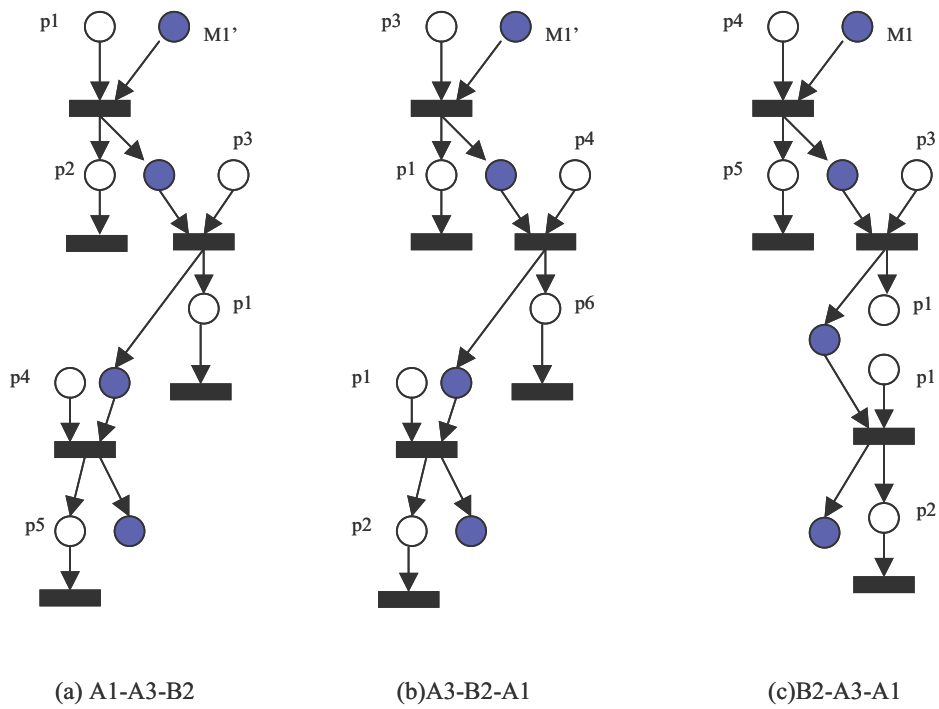 p1 M1’ p3 M1’ p4 M1
p3 p4 p3
p2 p1 p5
p1 p6 p1
p4 p1 p1
p5 p2 p2
(a) A1-A3-B2 (b)A3-B2-A1 (c)B2-A3-A1